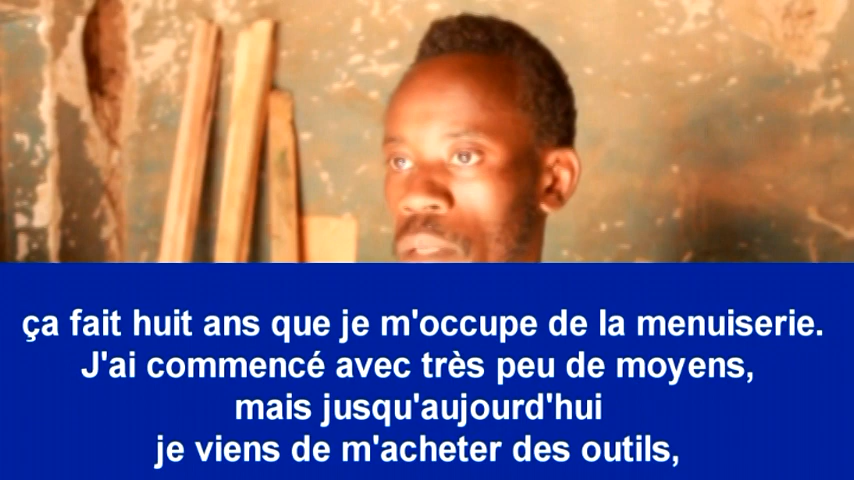 ça fait huit ans que je m'occupe de la menuiserie.
J'ai commencé avec très peu de moyens,
mais jusqu'aujourd'hui
je viens de m'acheter des outils,